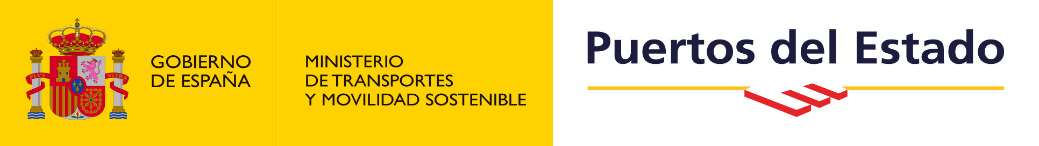 GOBIERNO
DE ESPAÑA
MINISTERIO
DE TRANSPORTES
Y MOVILIDAD SOSTENIBLE
Puertos del Estado